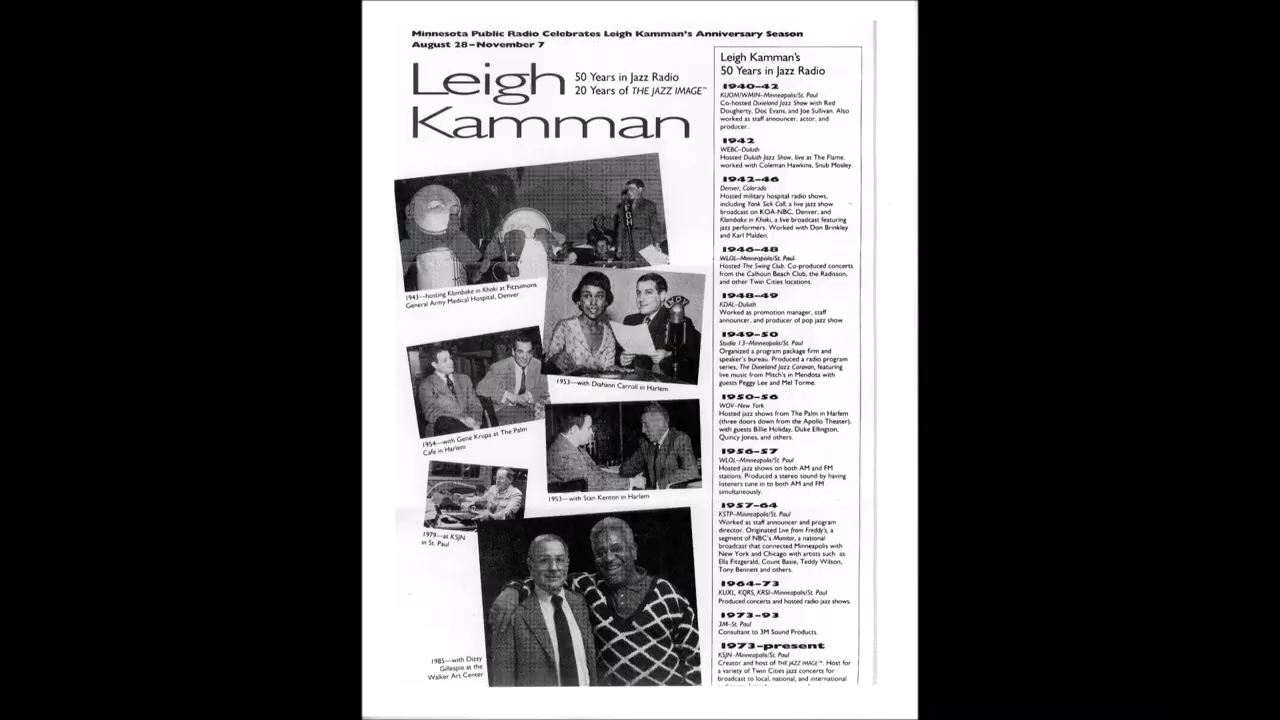 Minnesota Public Radio Celebrates Leigh Kamman's Anniversary Season
August 28–November 7
Leigh
Kamman
50 Years in Jazz Radio
20 Years of THE JAZZ IMAGE™
KGH
1943—hosting Klambake in Khaki at Fitzsimons
General Army Medical Hospital, Denver
WOV
1953—with Diahann Carroll in Harlem
1954—with Gene Krupa at The Palm
Cafe in Harlem
1953—with Stan Kenton in Harlem
1979—at KSJN
in St. Paul
1985—with Dizzy
Gillespie at the
Walker Art Center
Leigh Kamman's
50 Years in Jazz Radio
1940–42
KUOM/WMIN–Minneapolis/St. Paul
Co-hosted Dixieland Jazz Show with Red
Dougherty, Doc Evans, and Joe Sullivan. Also
worked as staff announcer, actor, and
producer.
1942
WEBC–Duluth
Hosted Duluth Jazz Show, live at The Flame.
worked with Coleman Hawkins, Snub Mosley.
1942–46
Denver, Colorado
Hosted military hospital radio shows,
including Yank Sick Call, a live jazz show
broadcast on KOA-NBC, Denver, and
Klambake in Khaki, a live broadcast featuring
jazz performers. Worked with Don Brinkley
and Karl Malden.
1946–48
WLOL–Minneapolis/St. Paul
Hosted The Swing Club. Co-produced concerts
from the Calhoun Beach Club, the Radisson,
and other Twin Cities locations.
1948–49
KDAL–Duluth
Worked as promotion manager, staff
announcer, and producer of pop jazz show.
1949–50
Studio 13–Minneapolis/St. Paul
Organized a program package firm and
speaker's bureau. Produced a radio program
series, The Dixieland Jazz Caravan, featuring
live music from Mitch's in Mendota with
guests Peggy Lee and Mel Torme.
1950–56
WOV–New York
Hosted jazz shows from The Palm in Harlem
(three doors down from the Apollo Theater),
with guests Billie Holiday, Duke Ellington,
Quincy Jones, and others.
1956–57
WLOL–Minneapolis/St. Paul
Hosted jazz shows on both AM and FM
stations. Produced a stereo sound by having
listeners tune in to both AM and FM
simultaneously.
1957–64
KSTP–Minneapolis/St. Paul
Worked as staff announcer and program
director. Originated Live from Freddy's, a
segment of NBC's Monitor, a national
broadcast that connected Minneapolis with
New York and Chicago with artists such as
Ella Fitzgerald, Count Basie, Teddy Wilson,
Tony Bennett and others.
1964–73
KUXL, KQRS, KRSI–Minneapolis/St. Paul
Produced concerts and hosted radio jazz shows.
1973–93
3M–St. Paul
Consultant to 3M Sound Products.
1973–present
KSJN–Minneapolis/St. Paul
Creator and host of THE JAZZ IMAGE™. Host for
a variety of Twin Cities jazz concerts for
broadcast to local, national, and international